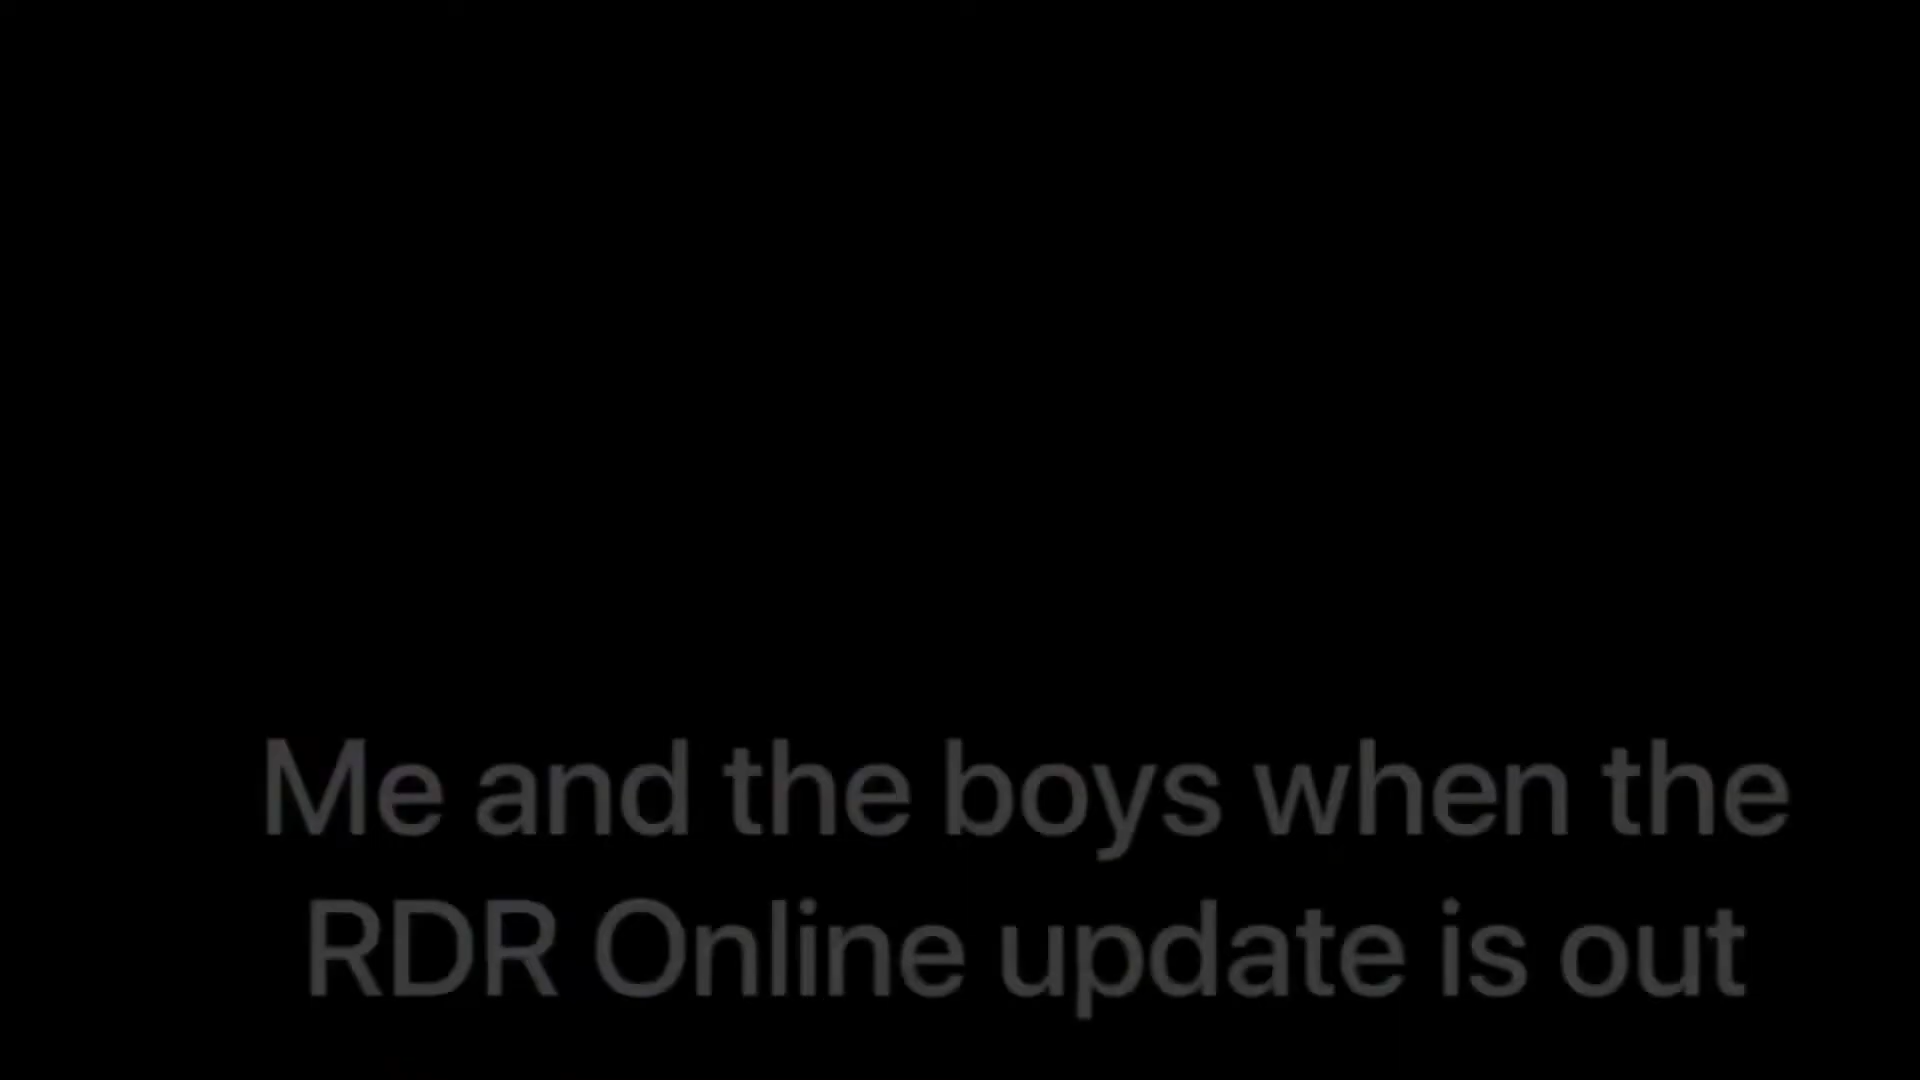 Me and the boys when the
RDR Online update is out